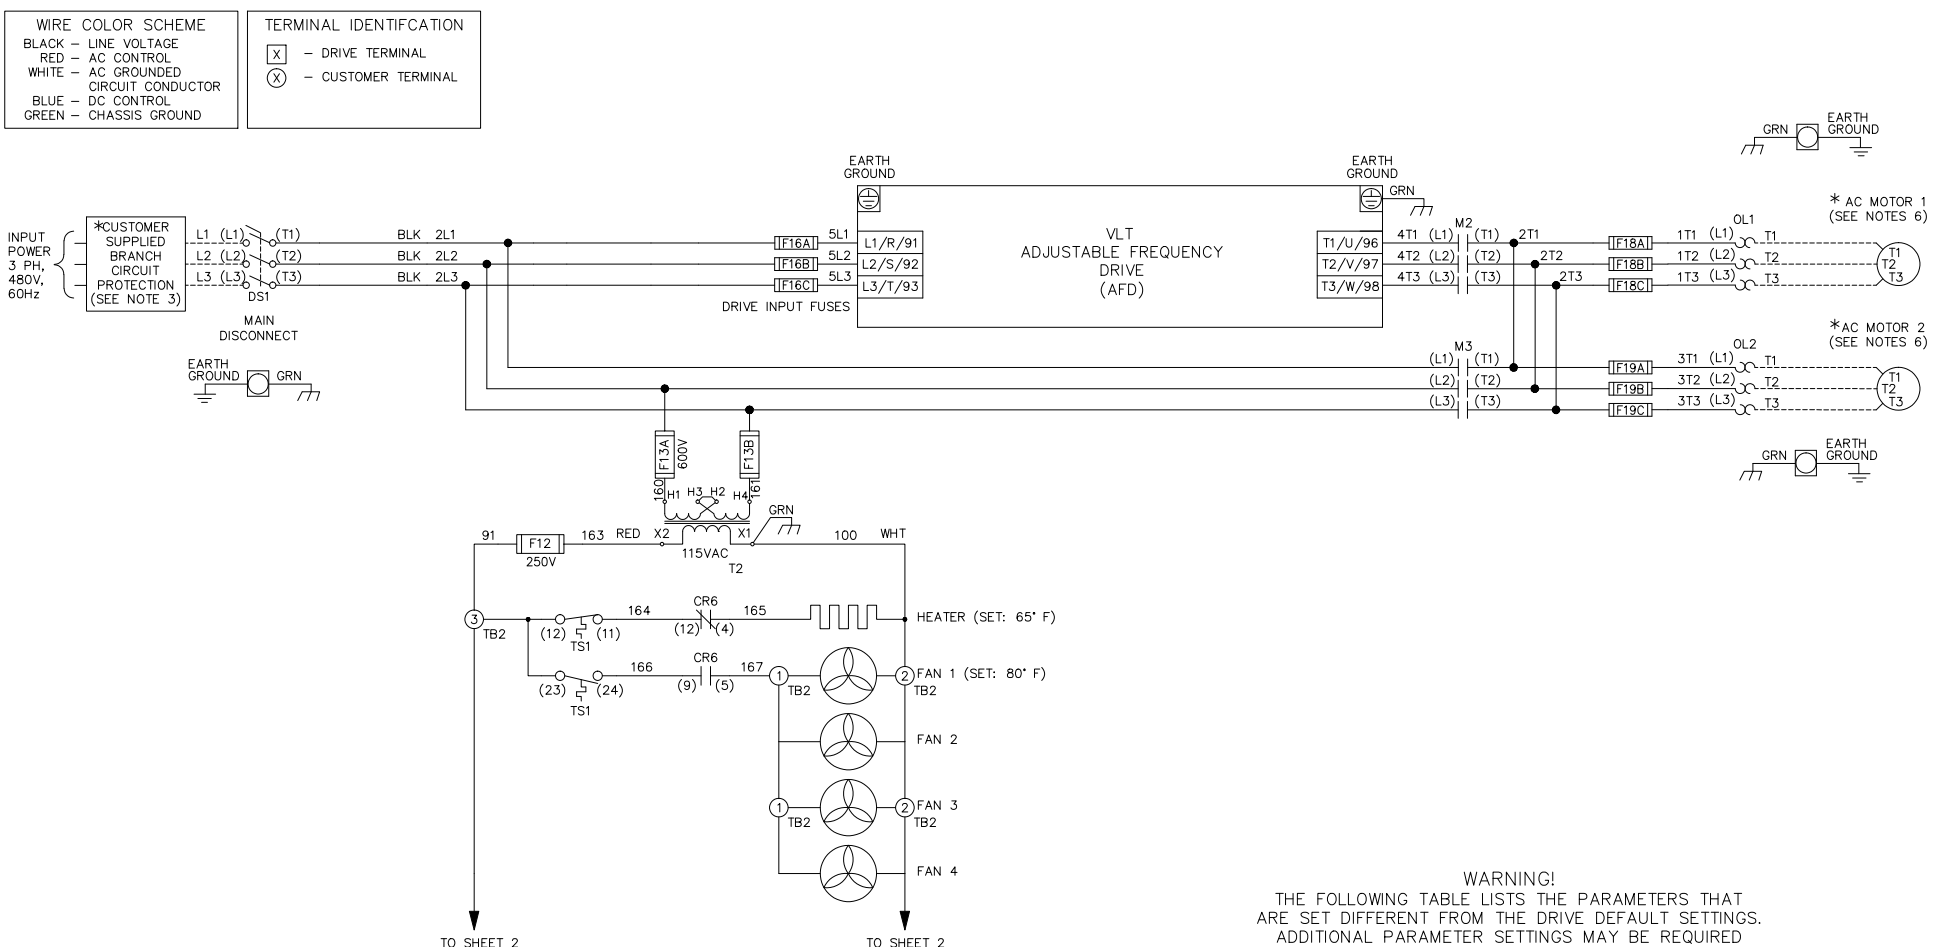 WIRE COLOR SCHEME
BLACK – LINE VOLTAGE
RED – AC CONTROL
WHITE – AC GROUNDED
CIRCUIT CONDUCTOR
BLUE – DC CONTROL
GREEN – CHASSIS GROUND
TERMINAL IDENTIFCATION
X – DRIVE TERMINAL
X – CUSTOMER TERMINAL
GRN
EARTH
GROUND
INPUT
POWER
3 PH,
480V,
60Hz
*CUSTOMER
SUPPLIED
BRANCH
CIRCUIT
PROTECTION
(SEE NOTE 3)
L1 (L1) (T1) BLK 2L1
L2 (L2) (T2) BLK 2L2
L3 (L3) (T3) BLK 2L3
DS1
MAIN
DISCONNECT
EARTH
GROUND GRN
F16A 5L1
F16B 5L2
F16C 5L3
DRIVE INPUT FUSES
EARTH
GROUND
L1/R/91
L2/S/92
L3/T/93
VLT
ADJUSTABLE FREQUENCY
DRIVE
(AFD)
EARTH
GROUND
GRN
T1/U/96
T2/V/97
T3/W/98
M2
4T1 (L1) (T1) 2T1 F18A 1T1 (L1) T1
4T2 (L2) (T2) 2T2 F18B 1T2 (L2) T2
4T3 (L3) (T3) 2T3 F18C 1T3 (L3) T3
OL1
* AC MOTOR 1
(SEE NOTES 6)
T1
T2
T3
M3
(L1) (T1) F19A 3T1 (L1) T1
(L2) (T2) F19B 3T2 (L2) T2
(L3) (T3) F19C 3T3 (L3) T3
OL2
*AC MOTOR 2
(SEE NOTES 6)
T1
T2
T3
GRN
EARTH
GROUND
F13A
600V
F13B
160
161
H1 H3 H2 H4
GRN
91 F12 163 RED X2 X1 100 WHT
250V
115VAC
T2
3
TB2
(12) (11)
TS1
164
CR6
(12) (4)
165
HEATER (SET: 65° F)
(23) (24)
TS1
166
CR6
(9) (5)
167
1
TB2
2
TB2
FAN 1 (SET: 80° F)
FAN 2
1
TB2
2
TB2
FAN 3
FAN 4
TO SHEET 2
TO SHEET 2
WARNING!
THE FOLLOWING TABLE LISTS THE PARAMETERS THAT
ARE SET DIFFERENT FROM THE DRIVE DEFAULT SETTINGS.
ADDITIONAL PARAMETER SETTINGS MAY BE REQUIRED